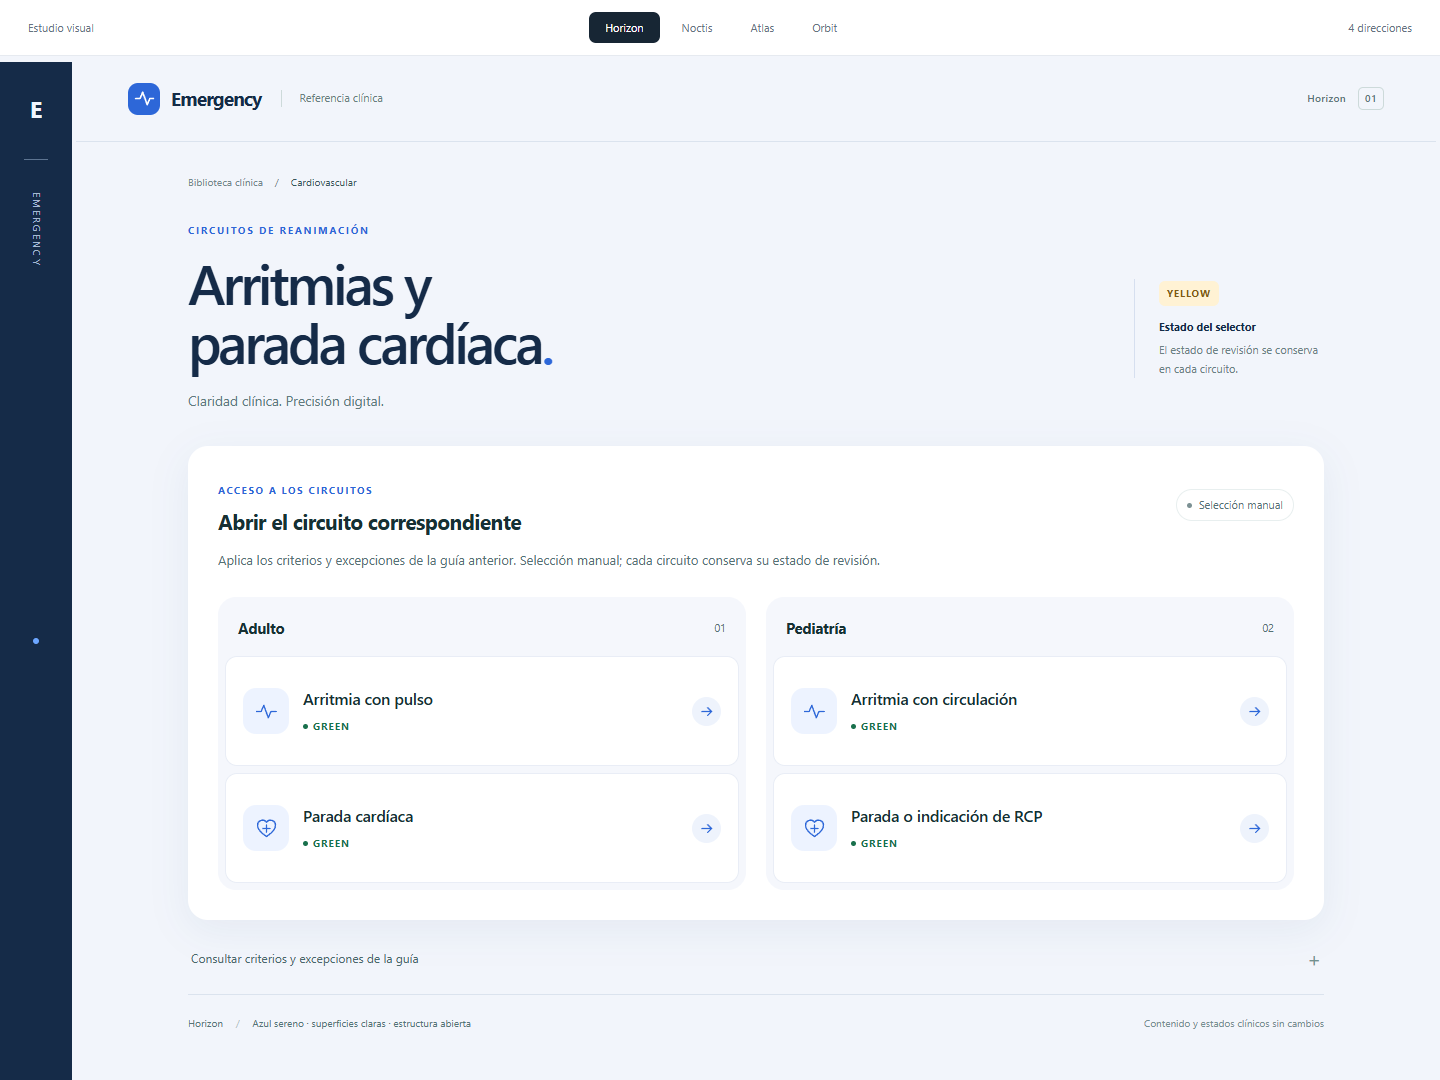 Estudio visual
Horizon
Noctis
Atlas
Orbit
4 direcciones
E
EMERGENCY
Emergency
Referencia clínica
Horizon
01
Biblioteca clínica / Cardiovascular
CIRCUITOS DE REANIMACIÓN
Arritmias y
parada cardíaca.
Claridad clínica. Precisión digital.
YELLOW
Estado del selector
El estado de revisión se conserva
en cada circuito.
ACCESO A LOS CIRCUITOS
Abrir el circuito correspondiente
Aplica los criterios y excepciones de la guía anterior. Selección manual; cada circuito conserva su estado de revisión.
Selección manual
Adulto
01
Arritmia con pulso
GREEN
Parada cardíaca
GREEN
Pediatría
02
Arritmia con circulación
GREEN
Parada o indicación de RCP
GREEN
Consultar criterios y excepciones de la guía
Horizon / Azul sereno · superficies claras · estructura abierta
Contenido y estados clínicos sin cambios